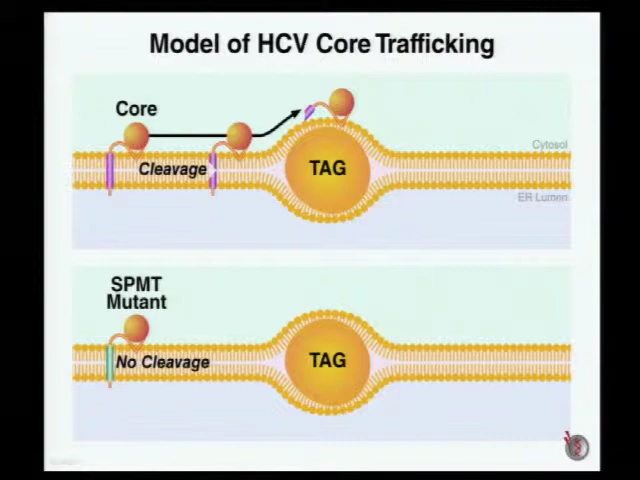 Model of HCV Core Trafficking
Core
Cytosol
Cleavage
TAG
ER Lumen
SPMT
Mutant
No Cleavage
TAG